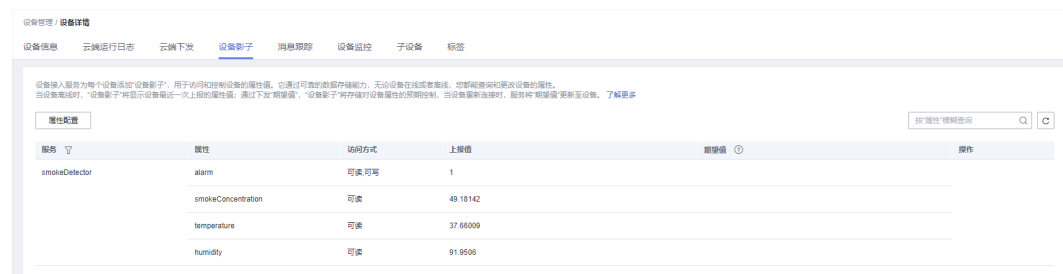 设备管理 / 设备详情
设备信息 云端运行日志 云端下发 设备影子 消息跟踪 设备监控 子设备 标签
设备接入服务为每个设备添加“设备影子”，用于访问和控制设备的属性值。它通过可靠的数据存储能力，无论设备在线或者离线，您都能查询和更改设备的属性。
当设备离线时，“设备影子”将显示设备最近一次上报的属性值；通过下发“期望值”，“设备影子”将存储对设备属性的预期控制，当设备重新连接时，服务将“期望值”更新至设备。 了解更多
属性配置 按“属性”模糊查询
服务 属性 访问方式 上报值 期望值 操作
smokeDetector alarm 可读,可写 1
smokeConcentration 可读 49.18142
temperature 可读 37.66009
humidity 可读 91.9506